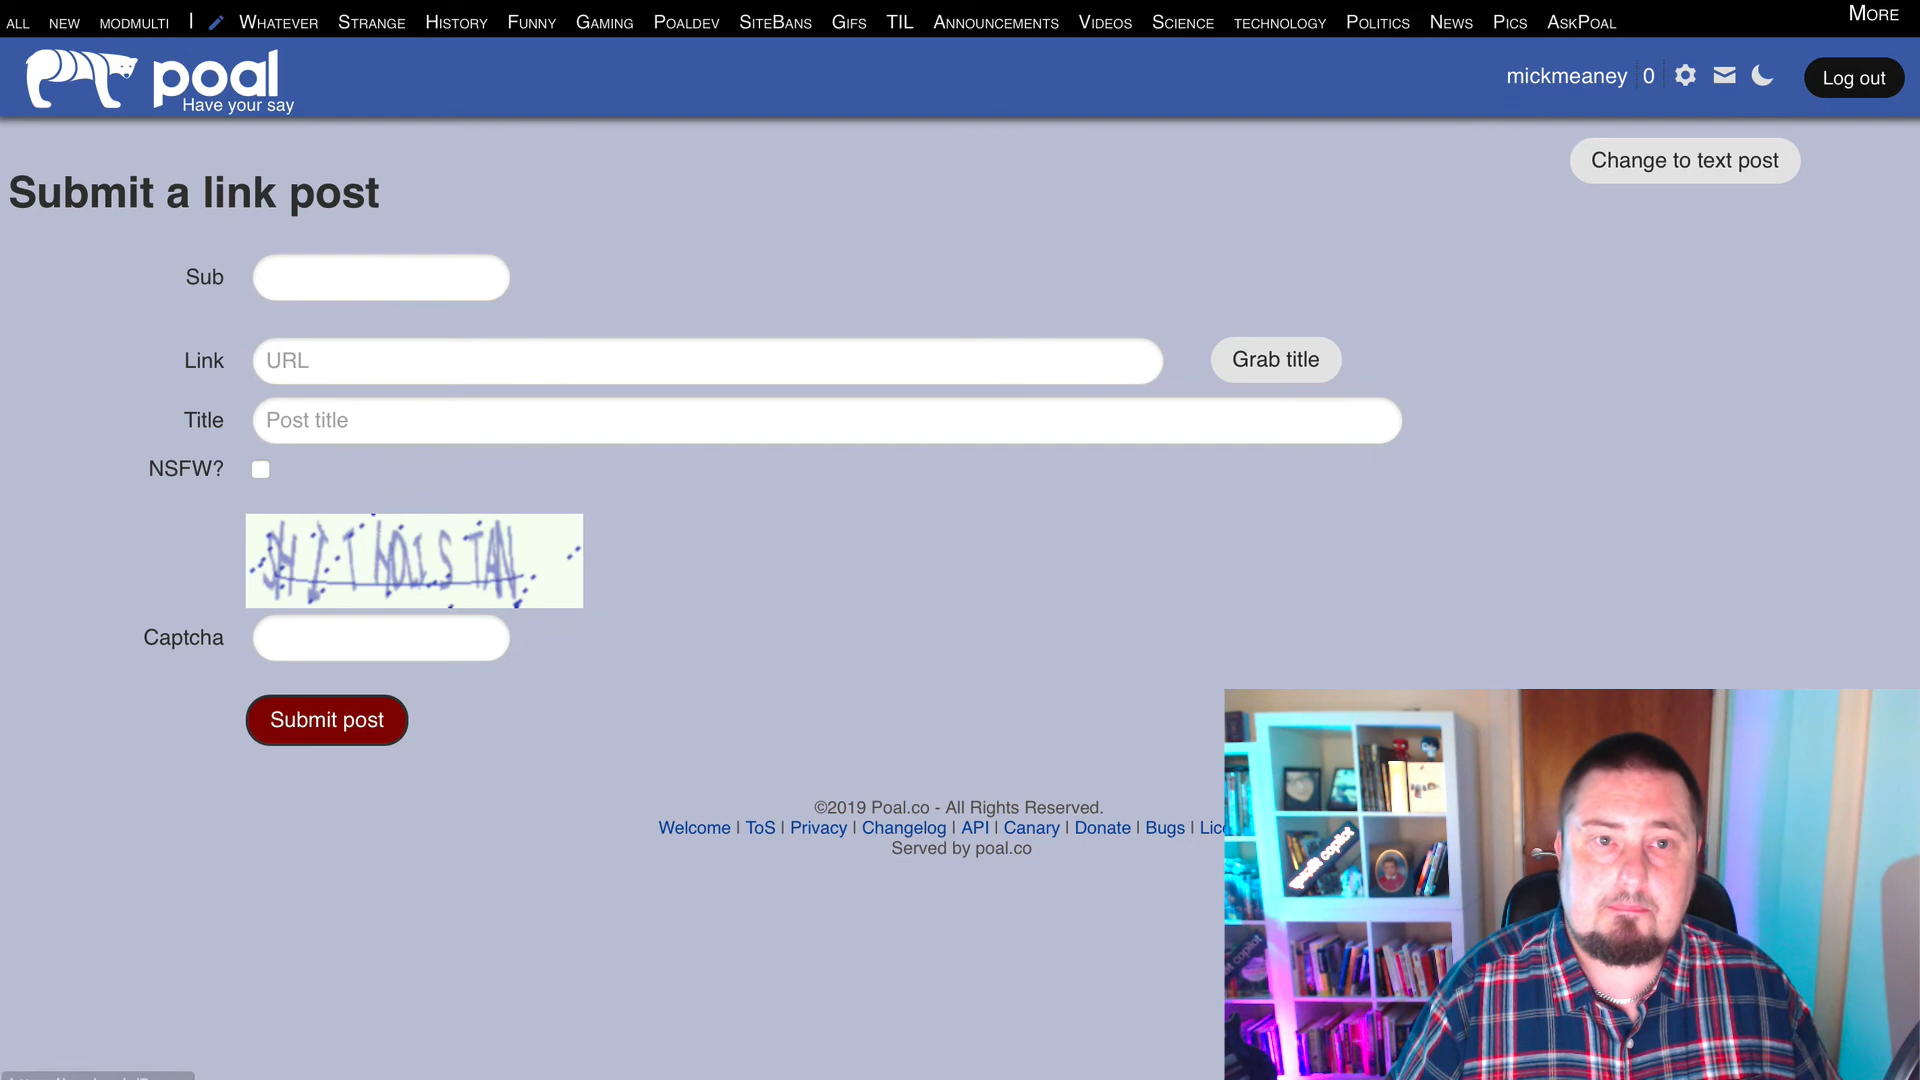 ALL NEW MODMULTI | WHATEVER STRANGE HISTORY FUNNY GAMING POALDEV SITEBANS GIFS TIL ANNOUNCEMENTS VIDEOS SCIENCE TECHNOLOGY POLITICS NEWS PICS ASKPOAL MORE
poal
Have your say
mickmeaney 0 Log out
Change to text post
Submit a link post
Sub
Link URL Grab title
Title Post title
NSFW?
Captcha
Submit post
©2019 Poal.co - All Rights Reserved.
Welcome | ToS | Privacy | Changelog | API | Canary | Donate | Bugs |
Served by poal.co